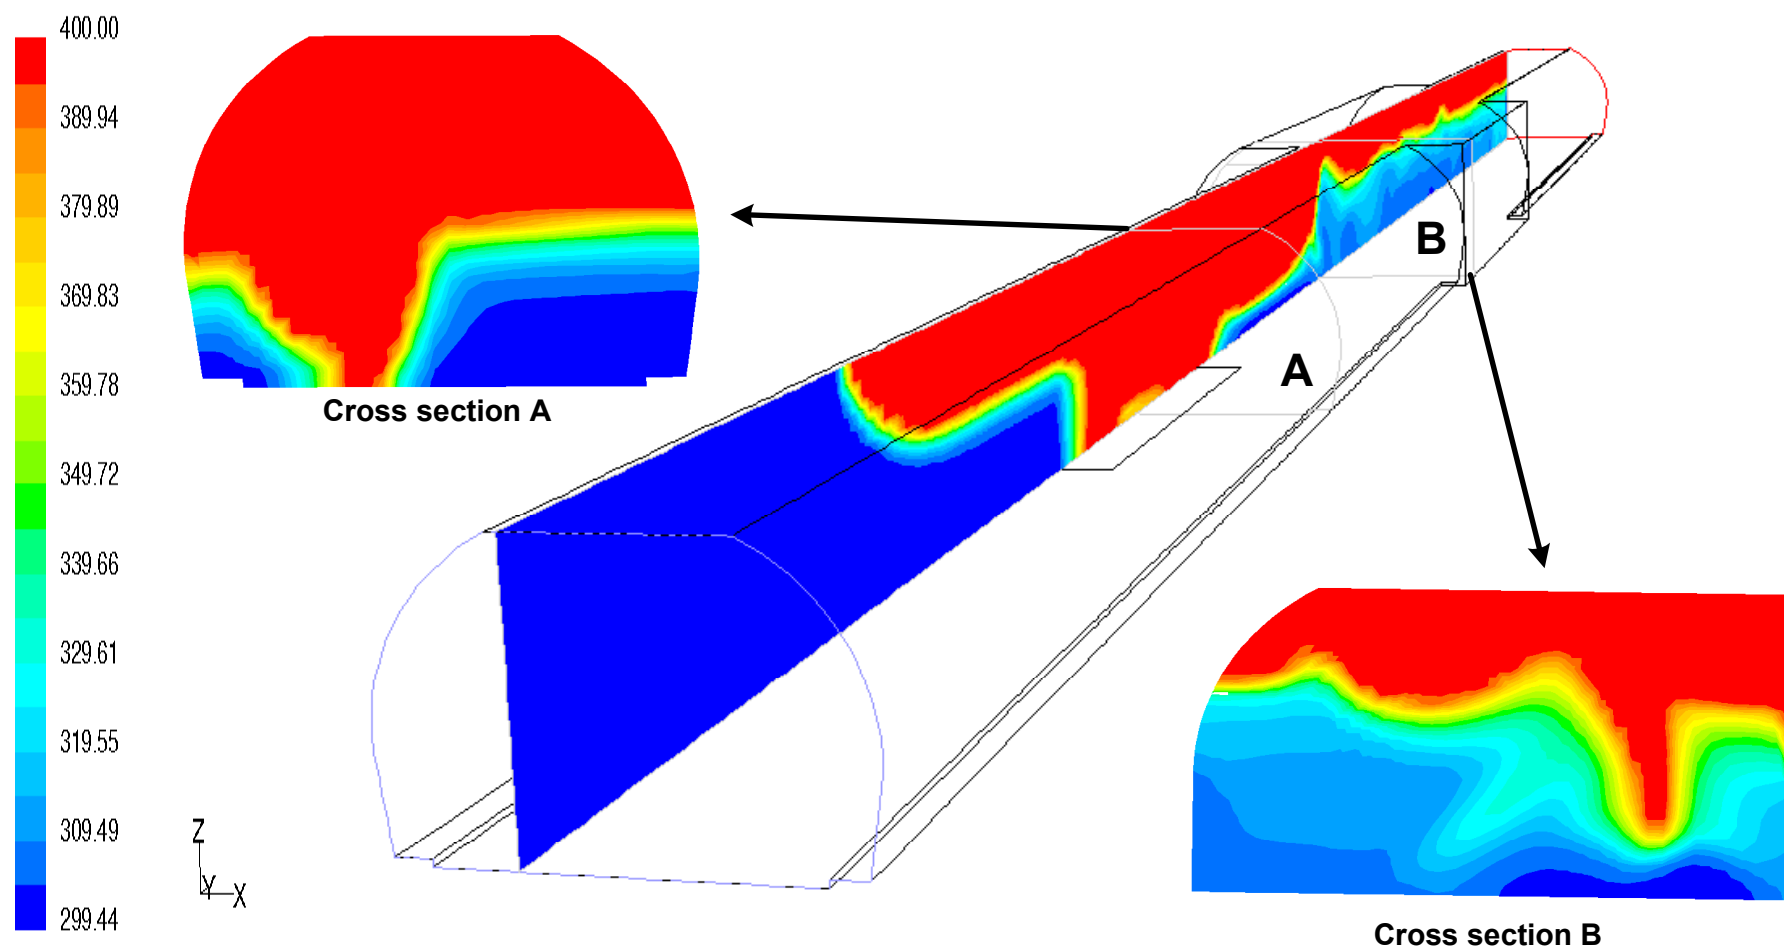 400.00
389.94
379.89
369.83
359.78
349.72
339.66
329.61
319.55
309.49
299.44
Cross section A
A
B
Z
Y
X
Cross section B